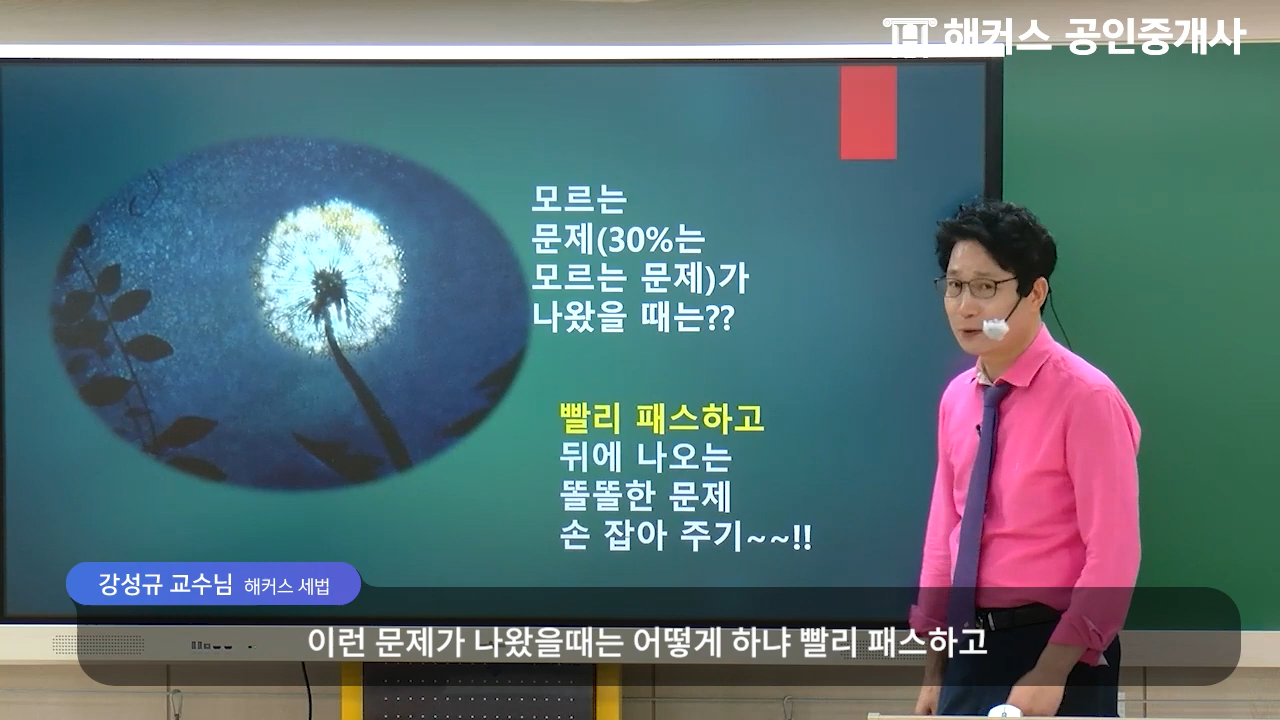 해커스 공인중개사
모르는
문제(30%는
모르는 문제)가
나왔을 때는??
빨리 패스하고
뒤에 나오는
똘똘한 문제
손 잡아 주기~~!!
강성규 교수님 해커스 세법
이런 문제가 나왔을때는 어떻게 하냐 빨리 패스하고